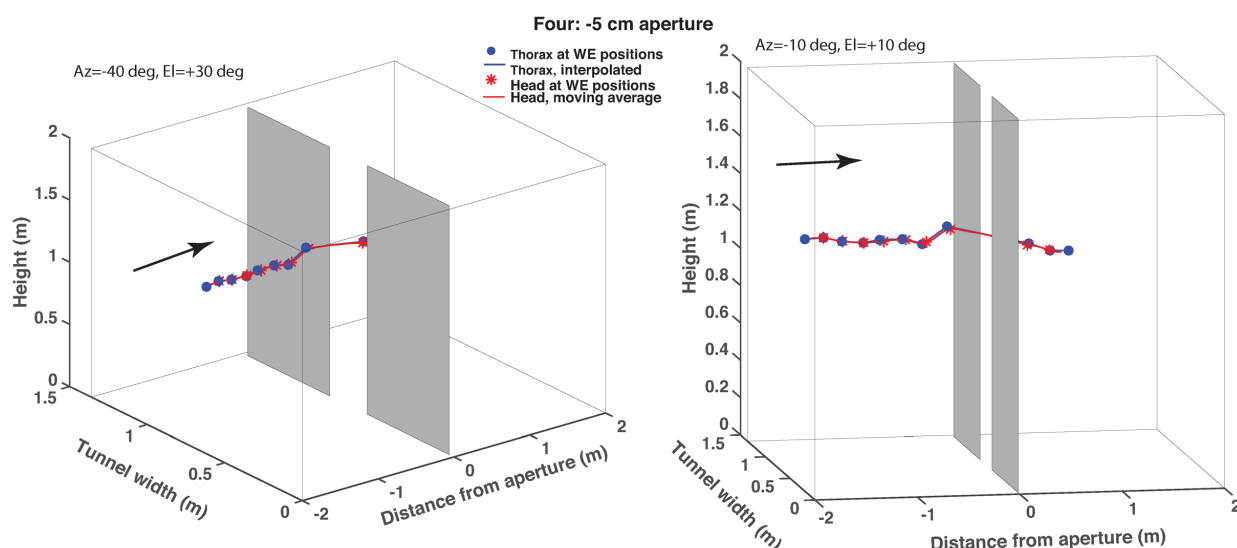 Four: -5 cm aperture
Thorax at WE positions
Thorax, interpolated
Head at WE positions
Head, moving average
Az=-40 deg, El=+30 deg
2
1.5
1
0.5
0
Height (m)
1.5
1
0.5
0
Tunnel width (m)
-2
-1
0
1
2
Distance from aperture (m)
Az=-10 deg, El=+10 deg
2
1.8
1.6
1.4
1.2
1
0.8
0.6
0.4
0.2
0
Height (m)
1.5
1
0.5
0
Tunnel width (m)
-2
-1
0
1
2
Distance from aperture (m)